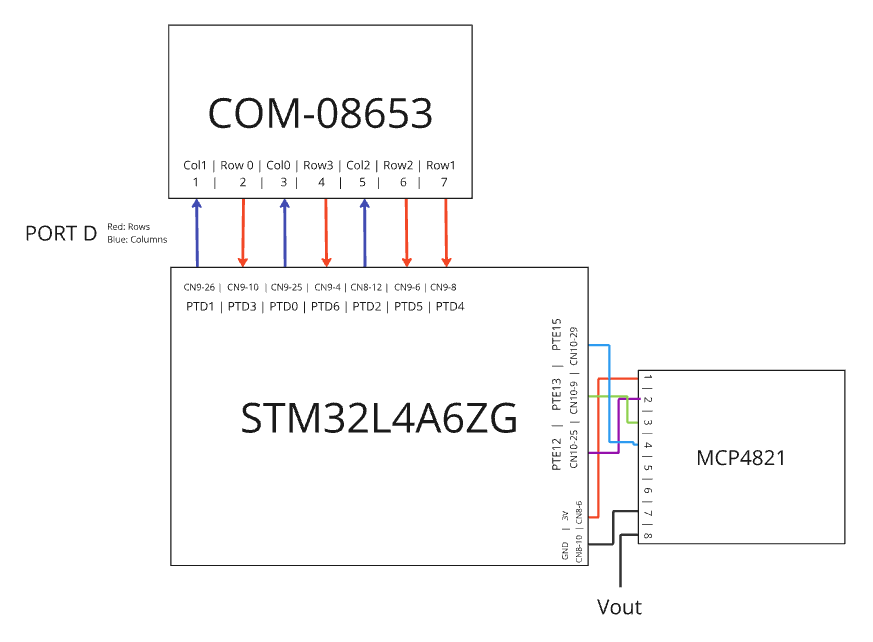 COM-08653
Col1 | Row 0 | Col0 | Row3 | Col2 | Row2 | Row1
1 | 2 | 3 | 4 | 5 | 6 | 7
PORT D
Red: Rows
Blue: Columns
CN9-26 | CN9-10 | CN9-25 | CN9-4 | CN8-12 | CN9-6 | CN9-8
PTD1 | PTD3 | PTD0 | PTD6 | PTD2 | PTD5 | PTD4
STM32L4A6ZG
PTE12 | PTE13 | PTE15
CN10-25 | CN10-9 | CN10-29
GND | 3V
CN8-10 | CN8-6
1 | 2 | 3 | 4 | 5 | 6 | 7 | 8
MCP4821
Vout